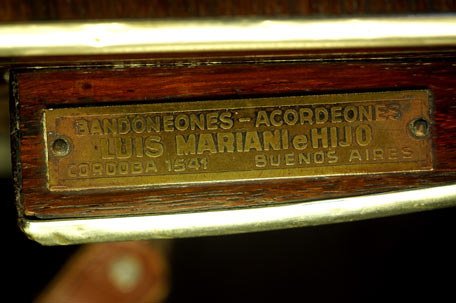 BANDONEONES-ACORDEONES
LUIS MARIANI e HIJO
CORDOBA 1541 BUENOS AIRES